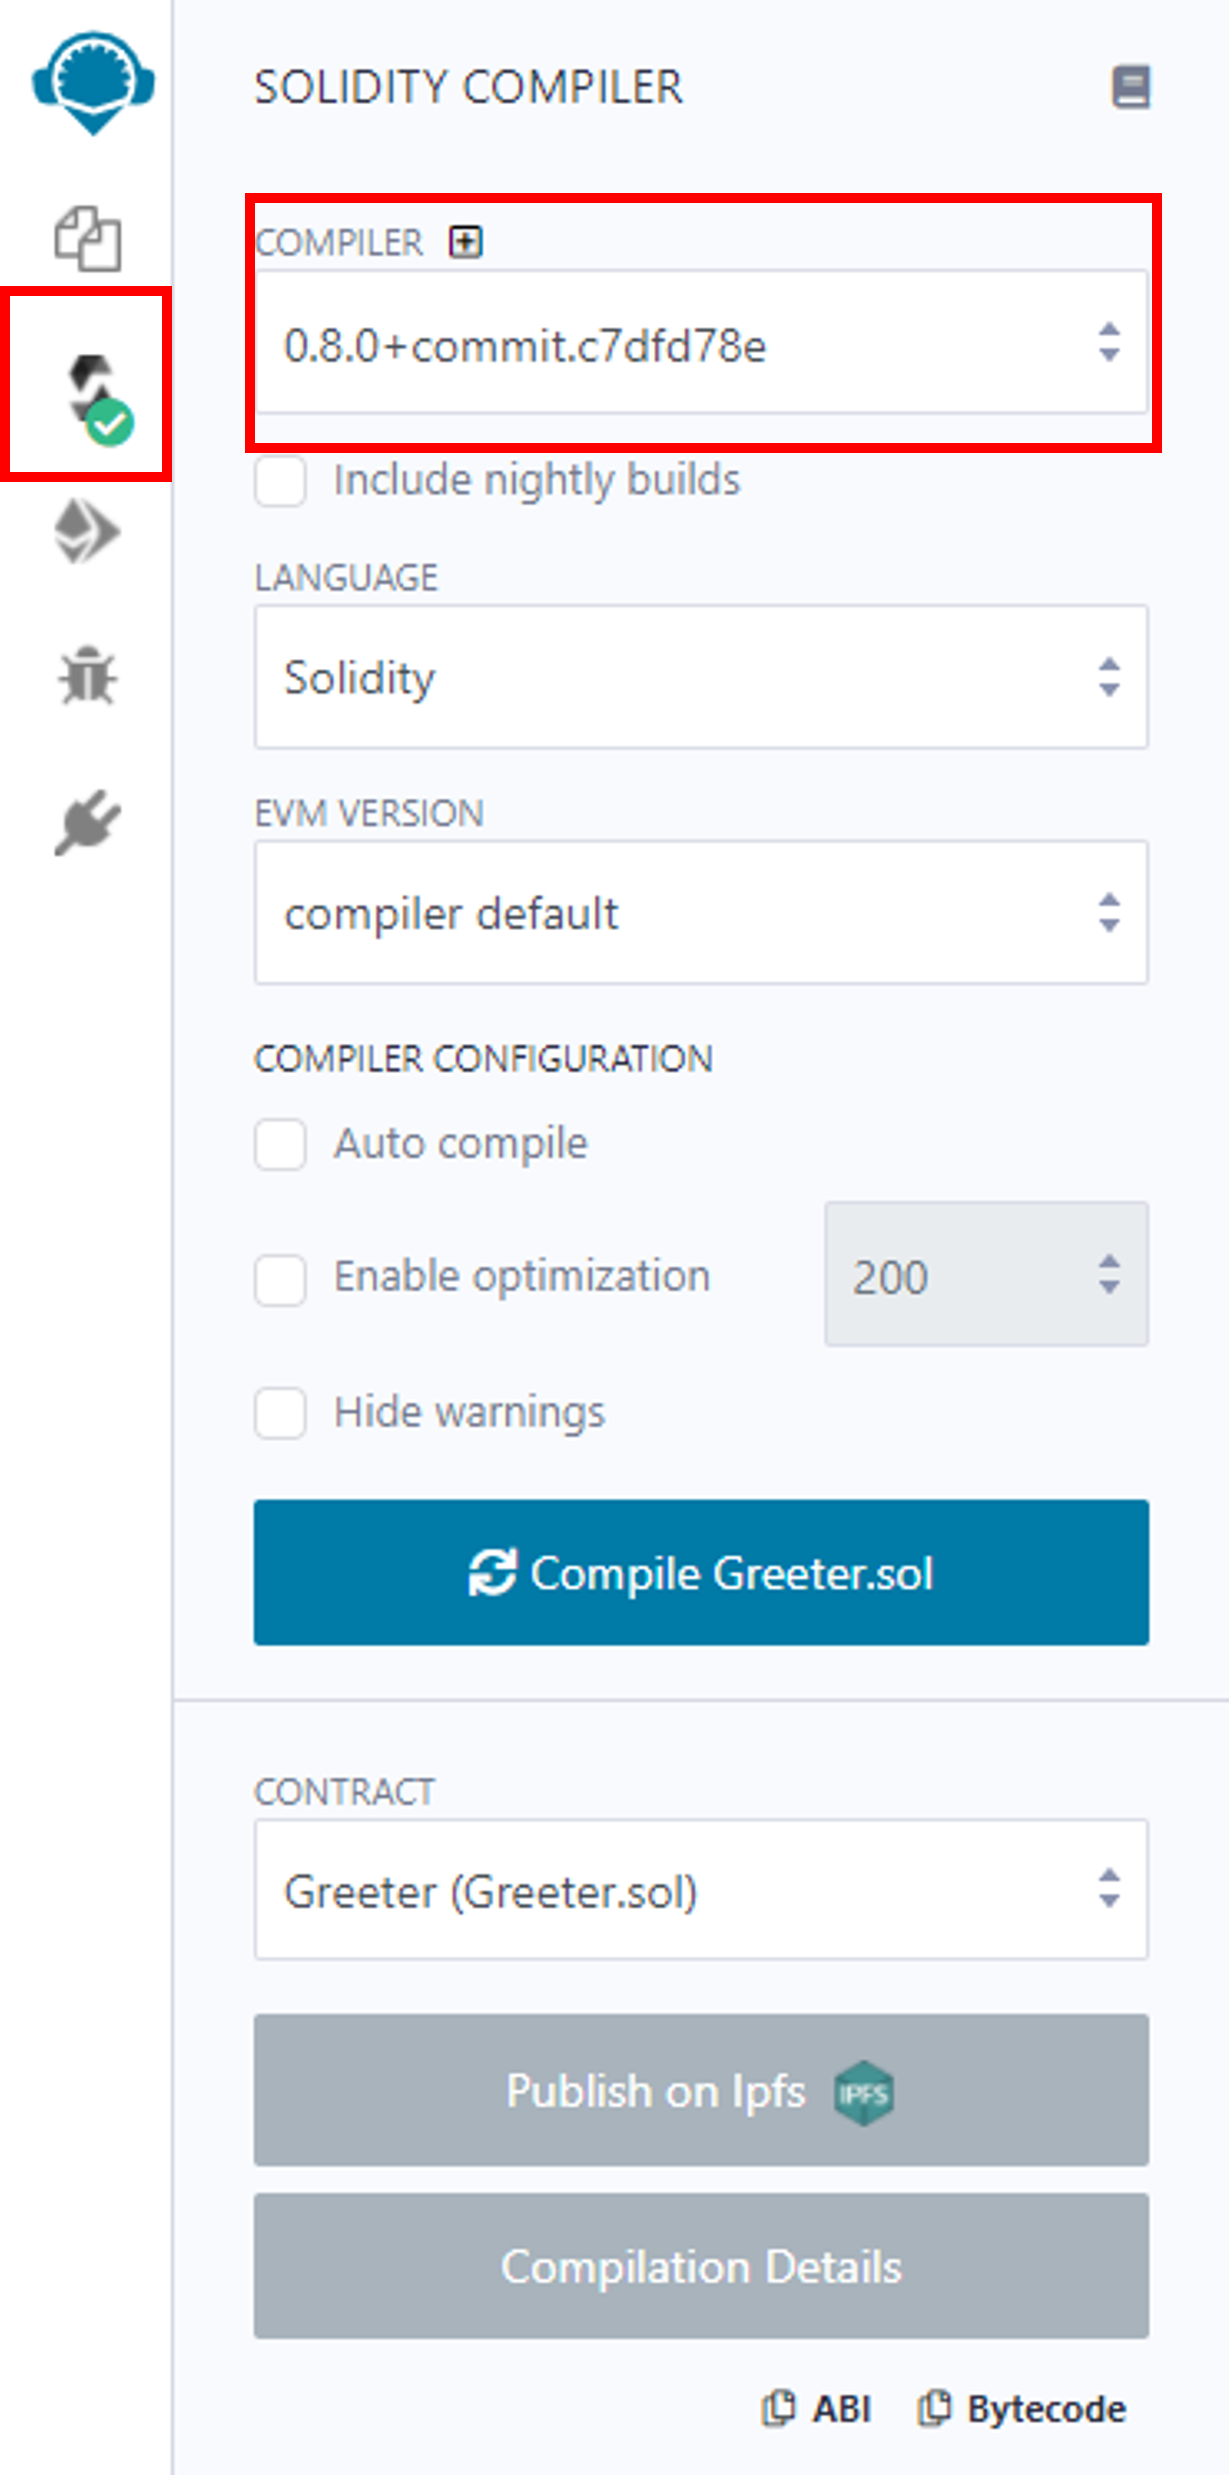 SOLIDITY COMPILER
COMPILER
0.8.0+commit.c7dfd78e
Include nightly builds
LANGUAGE
Solidity
EVM VERSION
compiler default
COMPILER CONFIGURATION
Auto compile
Enable optimization 200
Hide warnings
Compile Greeter.sol
CONTRACT
Greeter (Greeter.sol)
Publish on Ipfs IPFS
Compilation Details
ABI Bytecode